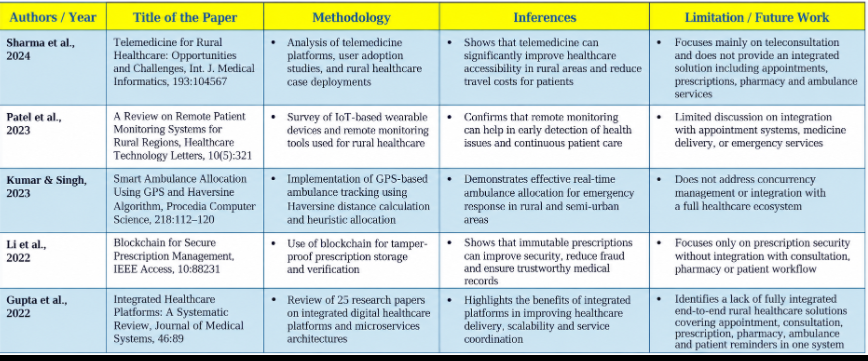 Authors / Year Title of the Paper Methodology Inferences Limitation / Future Work
Sharma et al.,
2024
Telemedicine for Rural
Healthcare: Opportunities
and Challenges, Int. J. Medical
Informatics, 193:104567
• Analysis of telemedicine
platforms, user adoption
studies, and rural healthcare
case deployments
• Shows that telemedicine can
significantly improve healthcare
accessibility in rural areas and reduce
travel costs for patients
• Focuses mainly on teleconsultation
and does not provide an integrated
solution including appointments,
prescriptions, pharmacy and ambulance
services
Patel et al.,
2023
A Review on Remote Patient
Monitoring Systems for
Rural Regions, Healthcare
Technology Letters, 10(5):321
• Survey of IoT-based wearable
devices and remote monitoring
tools used for rural healthcare
• Confirms that remote monitoring
can help in early detection of health
issues and continuous patient care
• Limited discussion on integration
with appointment systems, medicine
delivery, or emergency services
Kumar & Singh,
2023
Smart Ambulance Allocation
Using GPS and Haversine
Algorithm, Procedia Computer
Science, 218:112–120
• Implementation of GPS-based
ambulance tracking using
Haversine distance calculation
and heuristic allocation
• Demonstrates effective real-time
ambulance allocation for emergency
response in rural and semi-urban
areas
• Does not address concurrency
management or integration with
a full healthcare ecosystem
Li et al.,
2022
Blockchain for Secure
Prescription Management,
IEEE Access, 10:88231
• Use of blockchain for tamper-
proof prescription storage
and verification
• Shows that immutable prescriptions
can improve security, reduce fraud
and ensure trustworthy medical
records
• Focuses only on prescription security
without integration with consultation,
pharmacy or patient workflow
Gupta et al.,
2022
Integrated Healthcare
Platforms: A Systematic
Review, Journal of Medical
Systems, 46:89
• Review of 25 research papers
on integrated digital healthcare
platforms and microservices
architectures
• Highlights the benefits of integrated
platforms in improving healthcare
delivery, scalability and service
coordination
• Identifies a lack of fully integrated
end-to-end rural healthcare solutions
covering appointment, consultation,
prescription, pharmacy, ambulance
and patient reminders in one system